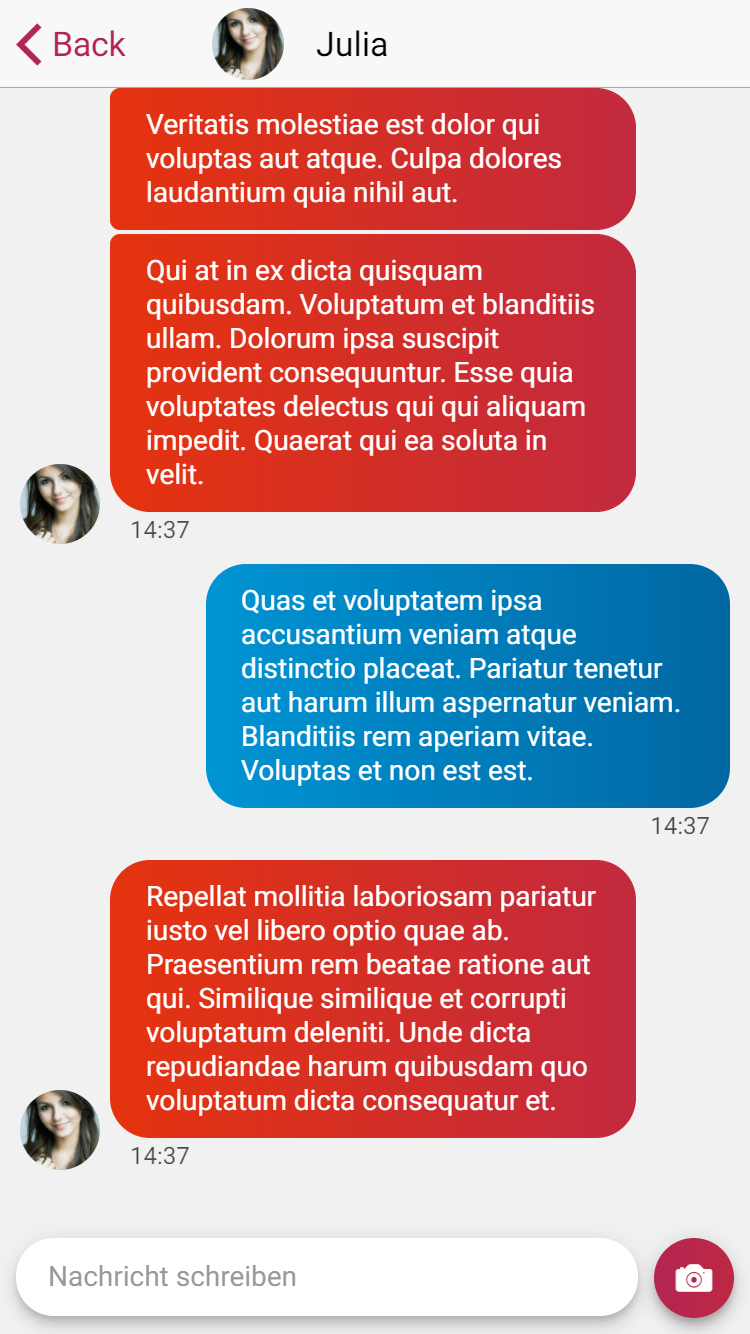 Back
Julia
Veritatis molestiae est dolor qui
voluptas aut atque. Culpa dolores
laudantium quia nihil aut.
Qui at in ex dicta quisquam
quibusdam. Voluptatum et blanditiis
ullam. Dolorum ipsa suscipit
provident consequuntur. Esse quia
voluptates delectus qui qui aliquam
impedit. Quaerat qui ea soluta in
velit.
14:37
Quas et voluptatem ipsa
accusantium veniam atque
distinctio placeat. Pariatur tenetur
aut harum illum aspernatur veniam.
Blanditiis rem aperiam vitae.
Voluptas et non est est.
14:37
Repellat mollitia laboriosam pariatur
iusto vel libero optio quae ab.
Praesentium rem beatae ratione aut
qui. Similique similique et corrupti
voluptatum deleniti. Unde dicta
repudiandae harum quibusdam quo
voluptatum dicta consequatur et.
14:37
Nachricht schreiben